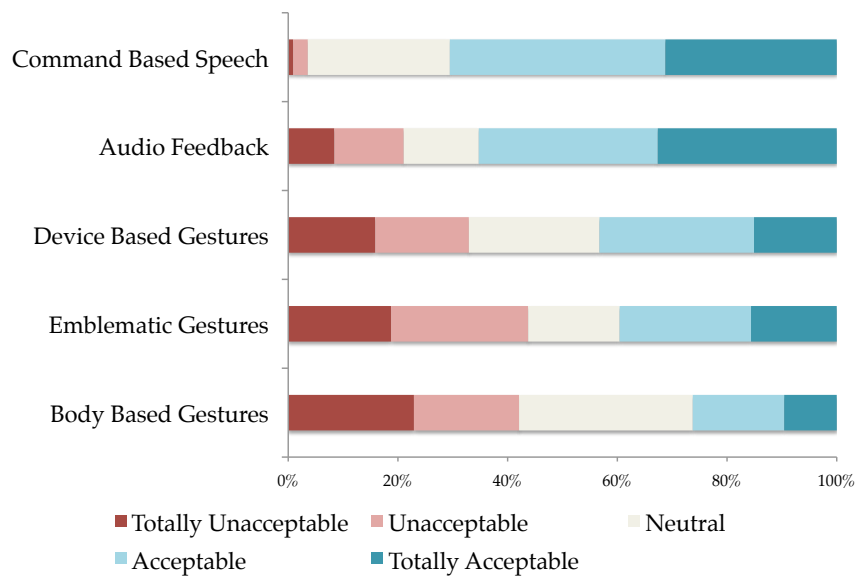 Command Based Speech
Audio Feedback
Device Based Gestures
Emblematic Gestures
Body Based Gestures
0% 20% 40% 60% 80% 100%
Totally Unacceptable Unacceptable Neutral
Acceptable Totally Acceptable